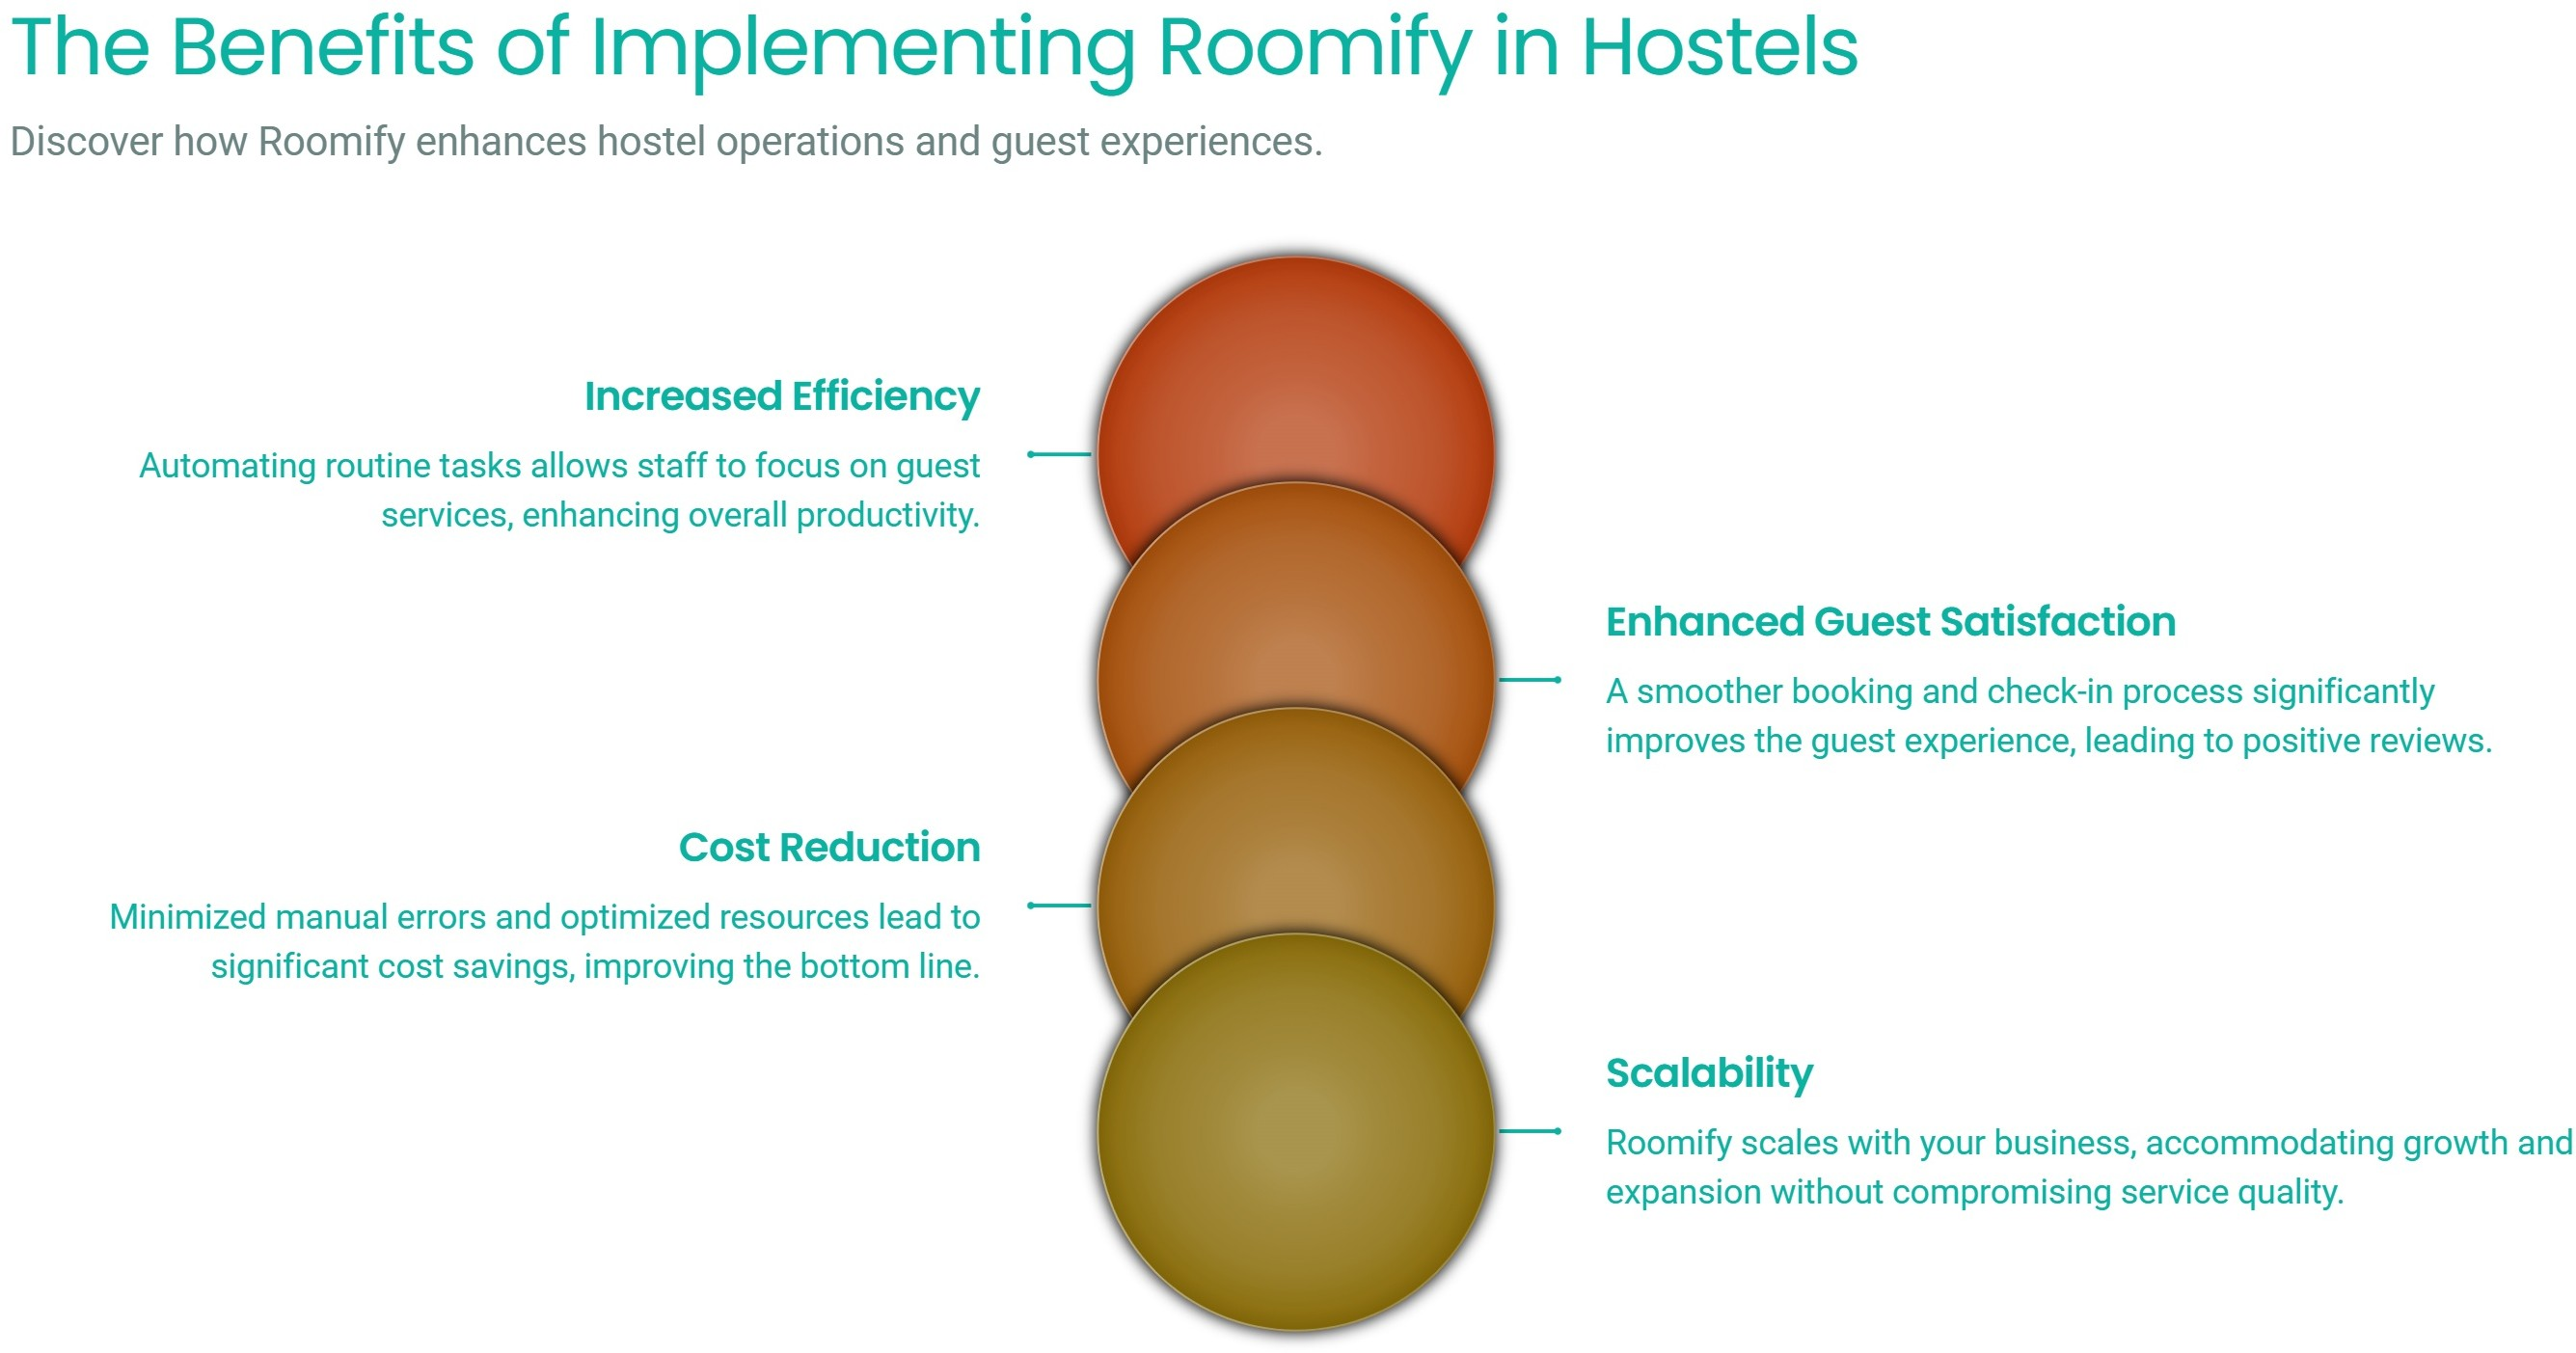 The Benefits of Implementing Roomify in Hostels
Discover how Roomify enhances hostel operations and guest experiences.
Increased Efficiency
Automating routine tasks allows staff to focus on guest
services, enhancing overall productivity.
Enhanced Guest Satisfaction
A smoother booking and check-in process significantly
improves the guest experience, leading to positive reviews.
Cost Reduction
Minimized manual errors and optimized resources lead to
significant cost savings, improving the bottom line.
Scalability
Roomify scales with your business, accommodating growth and
expansion without compromising service quality.